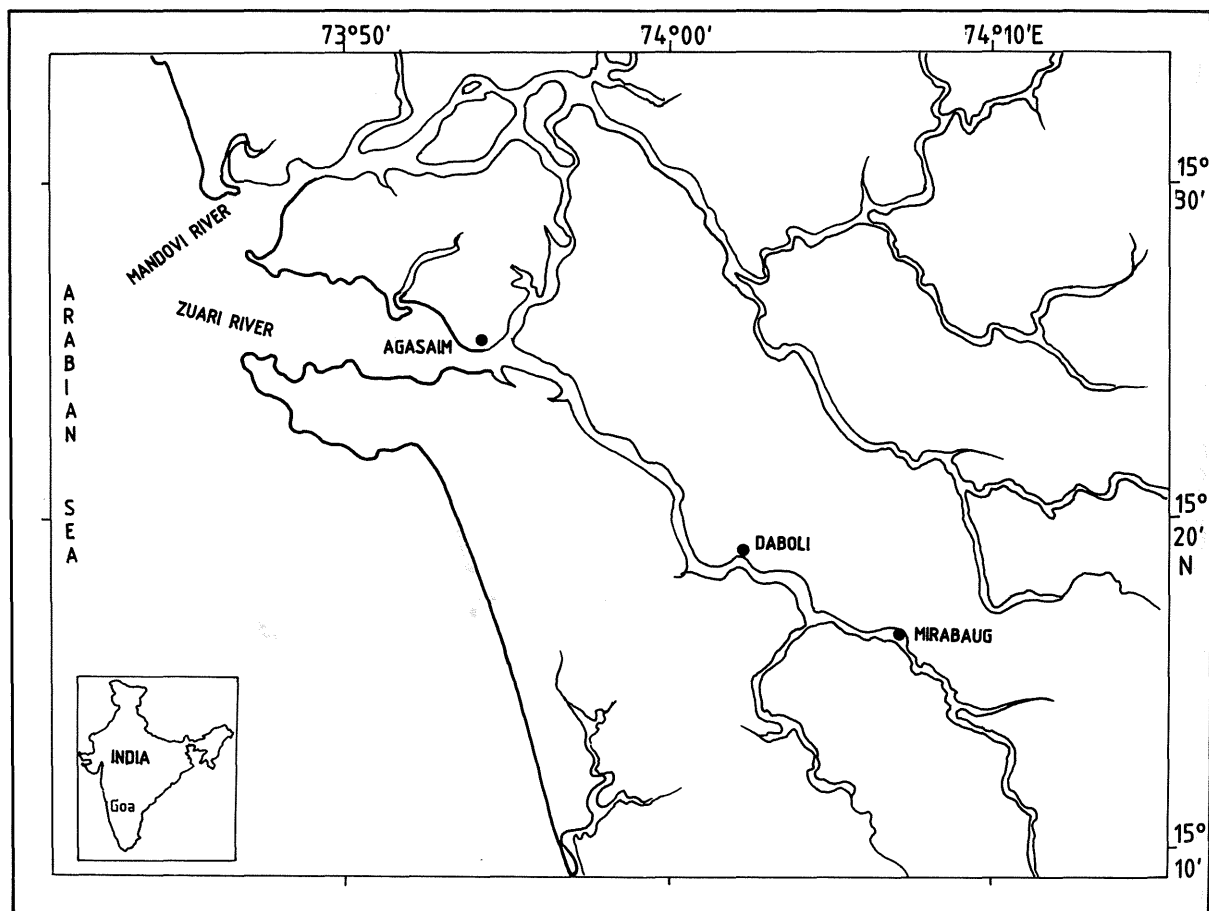 73°50'
74°00'
74°10'E
15°
30'
MANDOVI RIVER
ZUARI RIVER
ARABIAN SEA
AGASAIM
15°
20'
N
DABOLI
MIRABAUG
INDIA
Goa
15°
10'